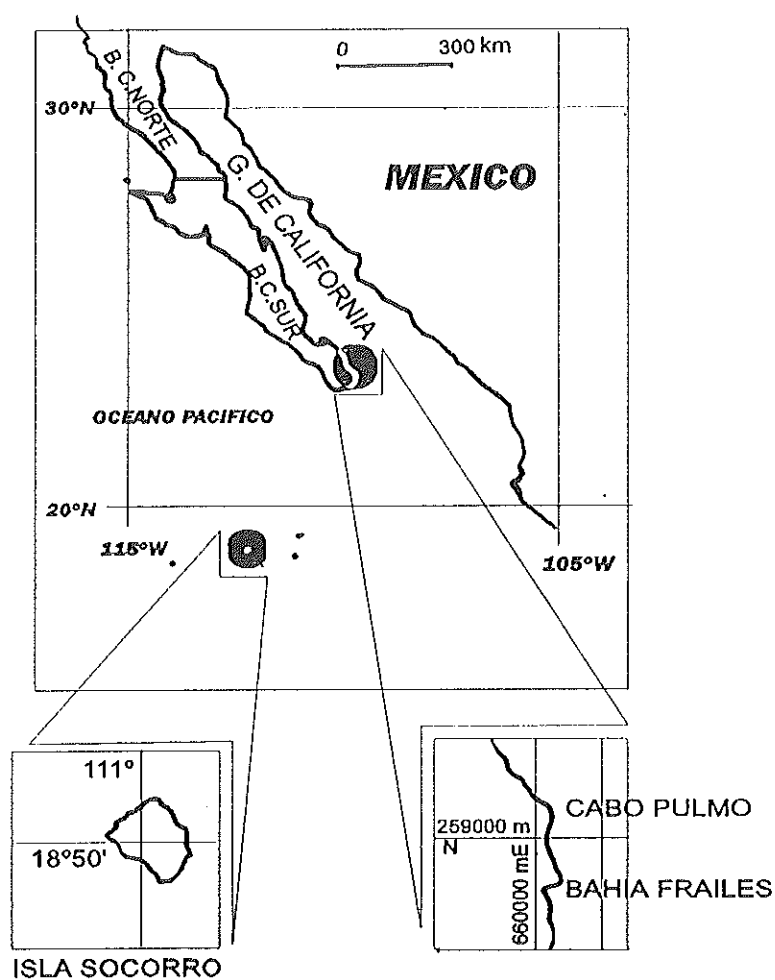 0 300 km
B. C. NORTE
30°N
G. DE CALIFORNIA
MEXICO
B.C.SUR
OCEANO PACIFICO
20°N
115°W
105°W
111°
18°50'
ISLA SOCORRO
CABO PULMO
259000 m
N
660000 mE
BAHIA FRAILES